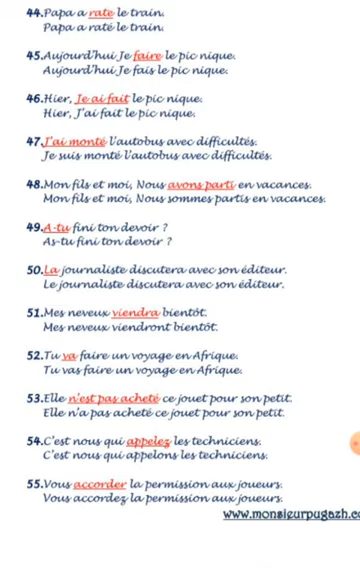 44.Papa a rate le train.
Papa a raté le train.
45.Aujourd'hui Je faire le pic nique.
Aujourd'hui Je fais le pic nique.
46.Hier, Je ai fait le pic nique.
Hier, J'ai fait le pic nique.
47.J'ai monté l'autobus avec difficultés.
Je suis monté l'autobus avec difficultés.
48.Mon fils et moi, Nous avons parti en vacances.
Mon fils et moi, Nous sommes partis en vacances.
49.A-tu fini ton devoir ?
As-tu fini ton devoir ?
50.La journaliste discutera avec son éditeur.
Le journaliste discutera avec son éditeur.
51.Mes neveux viendra bientôt.
Mes neveux viendront bientôt.
52.Tu va faire un voyage en Afrique.
Tu vas faire un voyage en Afrique.
53.Elle n'est pas acheté ce jouet pour son petit.
Elle n'a pas acheté ce jouet pour son petit.
54.C'est nous qui appelez les techniciens.
C'est nous qui appelons les techniciens.
55.Vous accorder la permission aux joueurs.
Vous accordez la permission aux joueurs.
www.monsieurpugazh.co